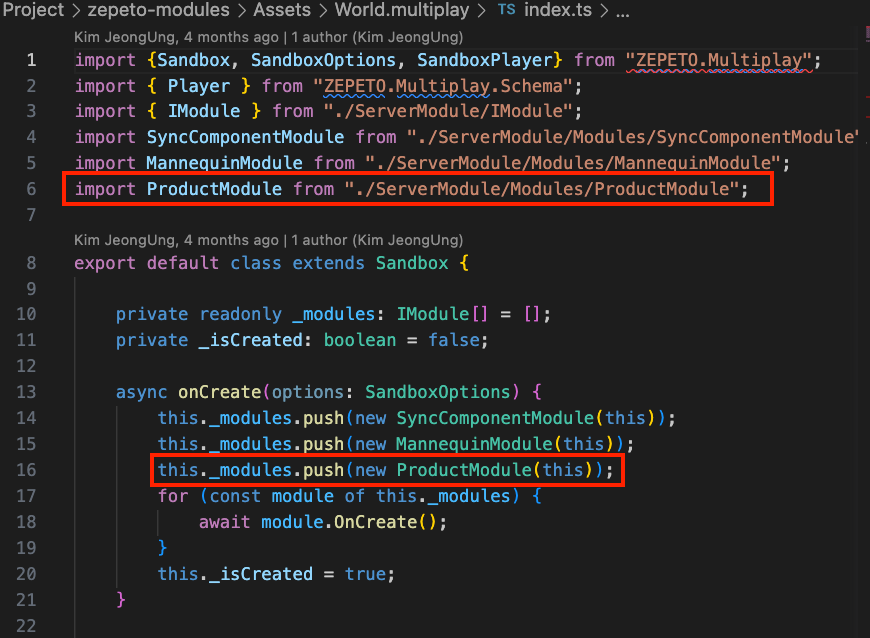 Project > zepeto-modules > Assets > World.multiplay > TS index.ts > ...
Kim JeongUng, 4 months ago | 1 author (Kim JeongUng)
1 import {Sandbox, SandboxOptions, SandboxPlayer} from "ZEPETO.Multiplay";
2 import { Player } from "ZEPETO.Multiplay.Schema";
3 import { IModule } from "./ServerModule/IModule";
4 import SyncComponentModule from "./ServerModule/Modules/SyncComponentModule"
5 import MannequinModule from "./ServerModule/Modules/MannequinModule";
6 import ProductModule from "./ServerModule/Modules/ProductModule";
7
Kim JeongUng, 4 months ago | 1 author (Kim JeongUng)
8 export default class extends Sandbox {
9
10 private readonly _modules: IModule[] = [];
11 private _isCreated: boolean = false;
12
13 async onCreate(options: SandboxOptions) {
14 this._modules.push(new SyncComponentModule(this));
15 this._modules.push(new MannequinModule(this));
16 this._modules.push(new ProductModule(this));
17 for (const module of this._modules) {
18 await module.OnCreate();
19 }
20 this._isCreated = true;
21 }
22